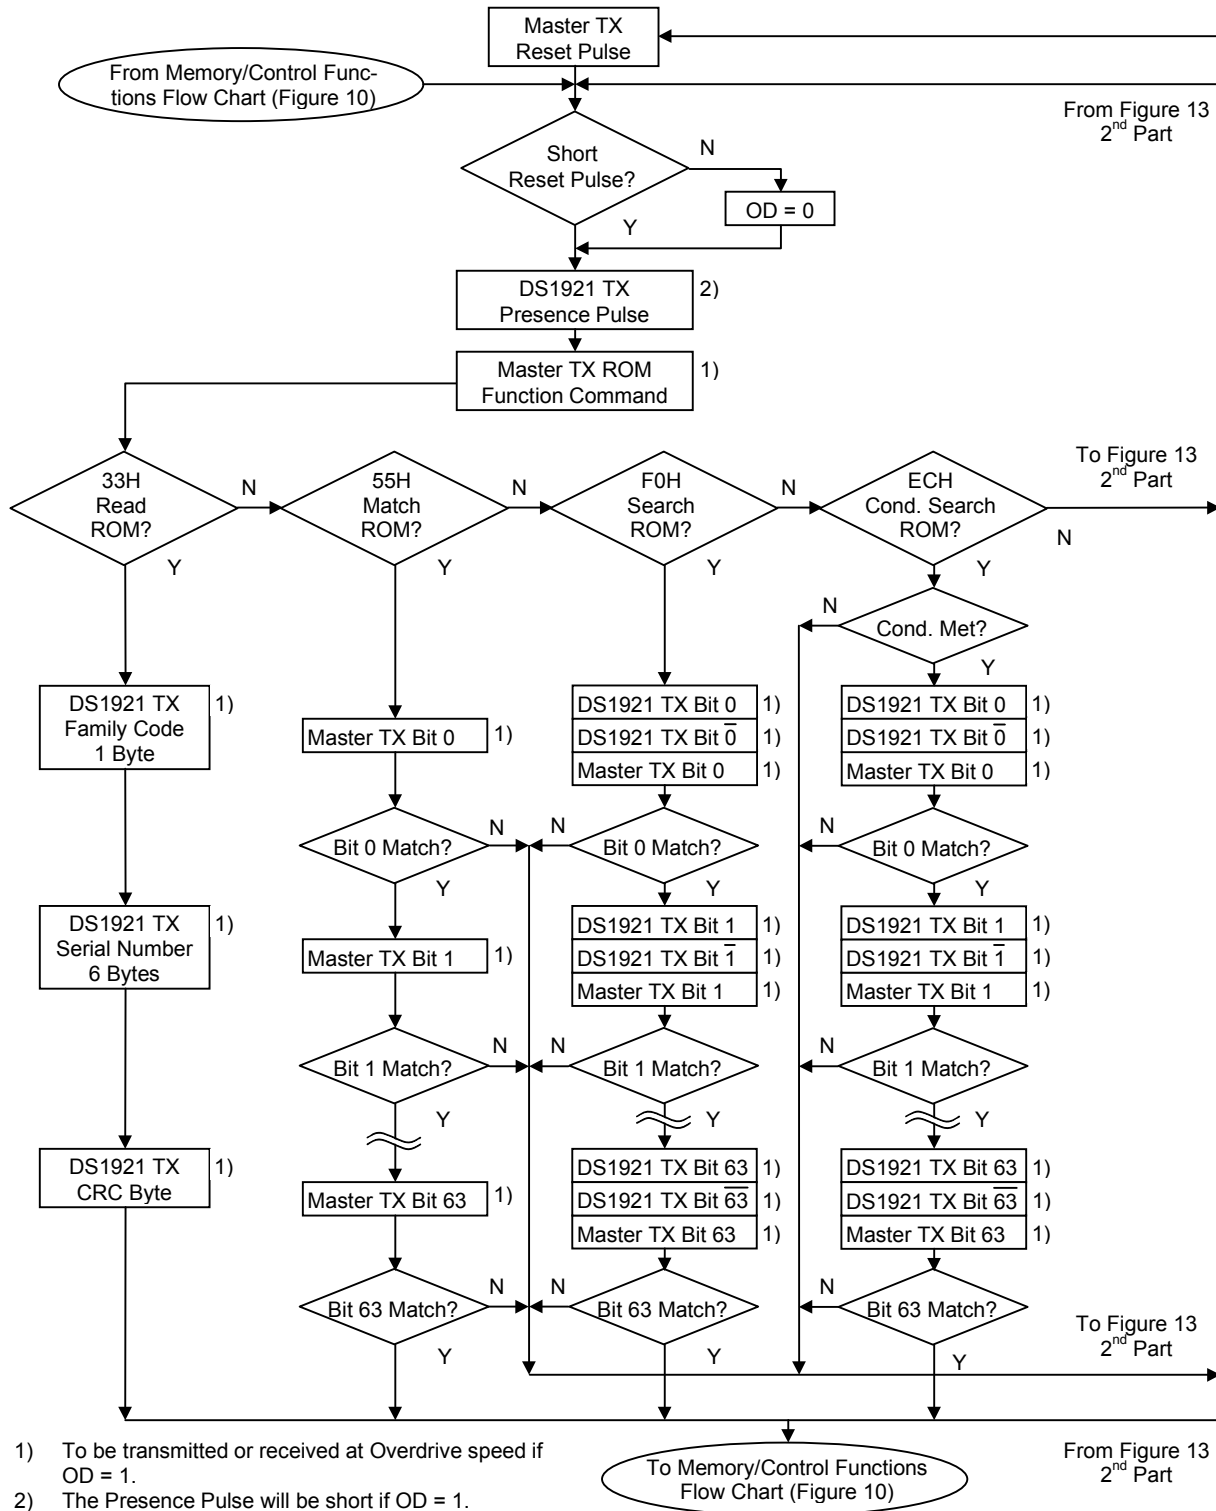 Master TX
Reset Pulse
From Memory/Control Func-
tions Flow Chart (Figure 10)
From Figure 13
2nd Part
Short
Reset Pulse?
N
OD = 0
Y
DS1921 TX
Presence Pulse
2)
Master TX ROM
Function Command
1)
To Figure 13
2nd Part
33H
Read
ROM?
N
Y
55H
Match
ROM?
N
Y
F0H
Search
ROM?
N
Y
ECH
Cond. Search
ROM?
N
Y
N
Cond. Met?
Y
DS1921 TX
Family Code
1 Byte
1)
DS1921 TX
Serial Number
6 Bytes
1)
DS1921 TX
CRC Byte
1)
Master TX Bit 0
1)
Bit 0 Match?
N
Y
Master TX Bit 1
1)
Bit 1 Match?
N
Y
Master TX Bit 63
1)
Bit 63 Match?
N
Y
DS1921 TX Bit 0
1)
DS1921 TX Bit 0̅
1)
Master TX Bit 0
1)
N
Bit 0 Match?
Y
DS1921 TX Bit 1
1)
DS1921 TX Bit 1̅
1)
Master TX Bit 1
1)
N
Bit 1 Match?
Y
DS1921 TX Bit 63
1)
DS1921 TX Bit 6̅3̅
1)
Master TX Bit 63
1)
N
Bit 63 Match?
Y
DS1921 TX Bit 0
1)
DS1921 TX Bit 0̅
1)
Master TX Bit 0
1)
N
Bit 0 Match?
Y
DS1921 TX Bit 1
1)
DS1921 TX Bit 1̅
1)
Master TX Bit 1
1)
N
Bit 1 Match?
Y
DS1921 TX Bit 63
1)
DS1921 TX Bit 6̅3̅
1)
Master TX Bit 63
1)
N
Bit 63 Match?
Y
To Figure 13
2nd Part
To Memory/Control Functions
Flow Chart (Figure 10)
From Figure 13
2nd Part
1) To be transmitted or received at Overdrive speed if
OD = 1.
2) The Presence Pulse will be short if OD = 1.